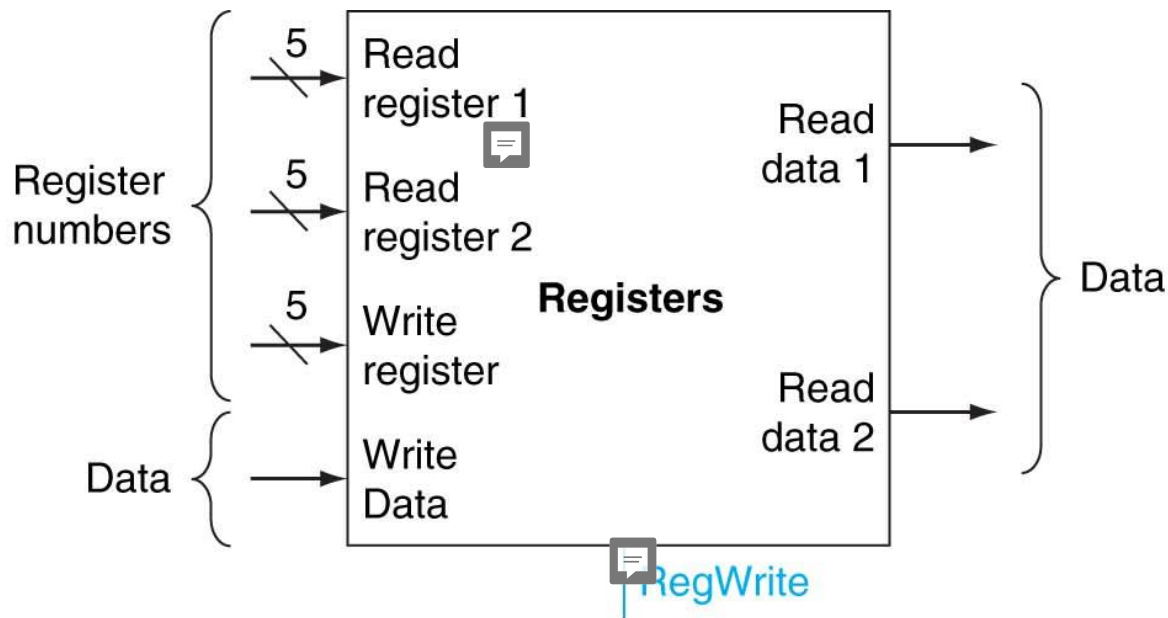 5
Read
register 1
5
Read
register 2
Register
numbers
5
Write
register
Data
Write
Data
Registers
Read
data 1
Read
data 2
Data
RegWrite